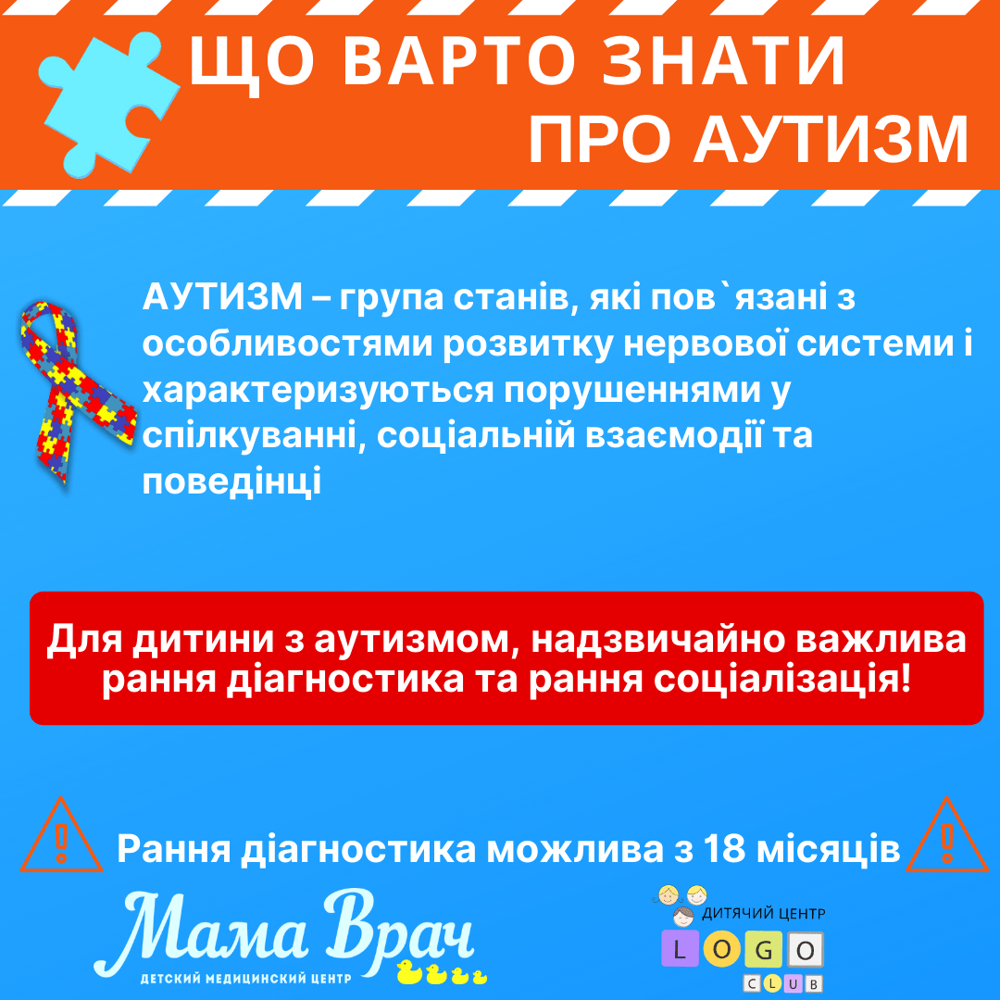 ЩО ВАРТО ЗНАТИ
ПРО АУТИЗМ
АУТИЗМ – група станів, які пов`язані з
особливостями розвитку нервової системи і
характеризуються порушеннями у
спілкуванні, соціальній взаємодії та
поведінці
Для дитини з аутизмом, надзвичайно важлива
рання діагностика та рання соціалізація!
Рання діагностика можлива з 18 місяців
Мама Врач
ДЕТСКИЙ МЕДИЦИНСКИЙ ЦЕНТР
ДИТЯЧИЙ ЦЕНТР
LOGO
CLUB